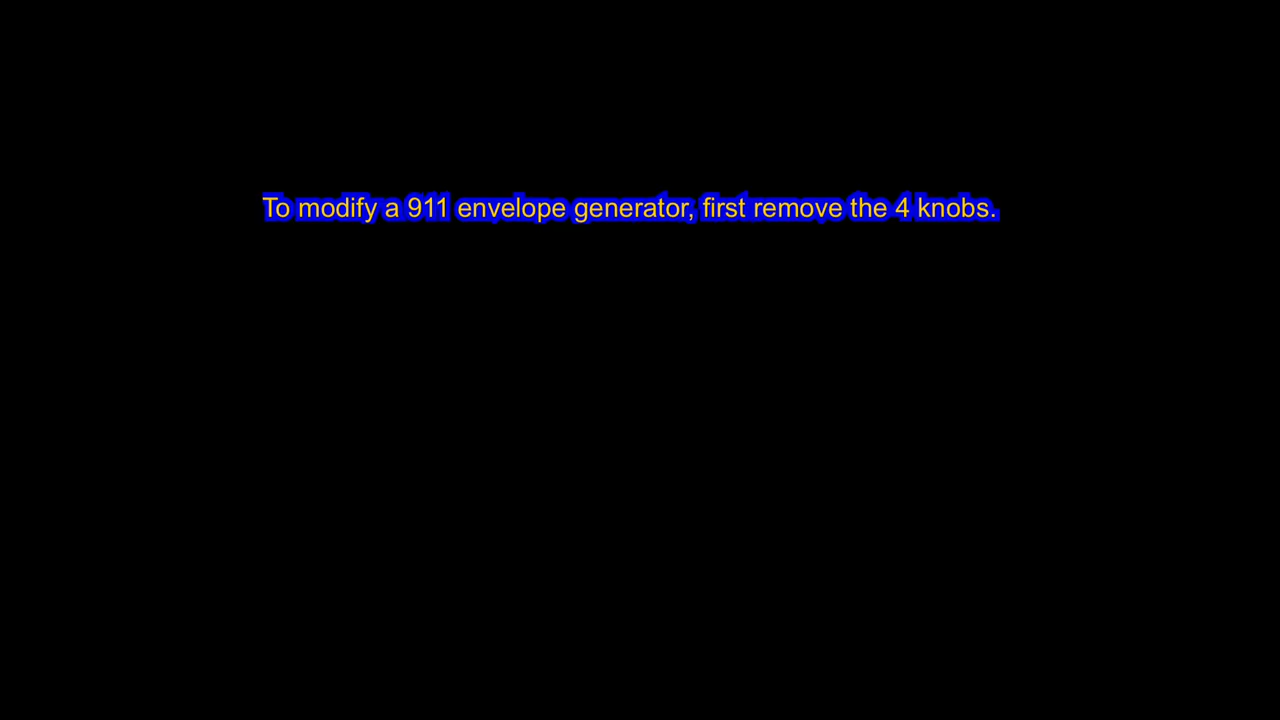 To modify a 911 envelope generator, first remove the 4 knobs.